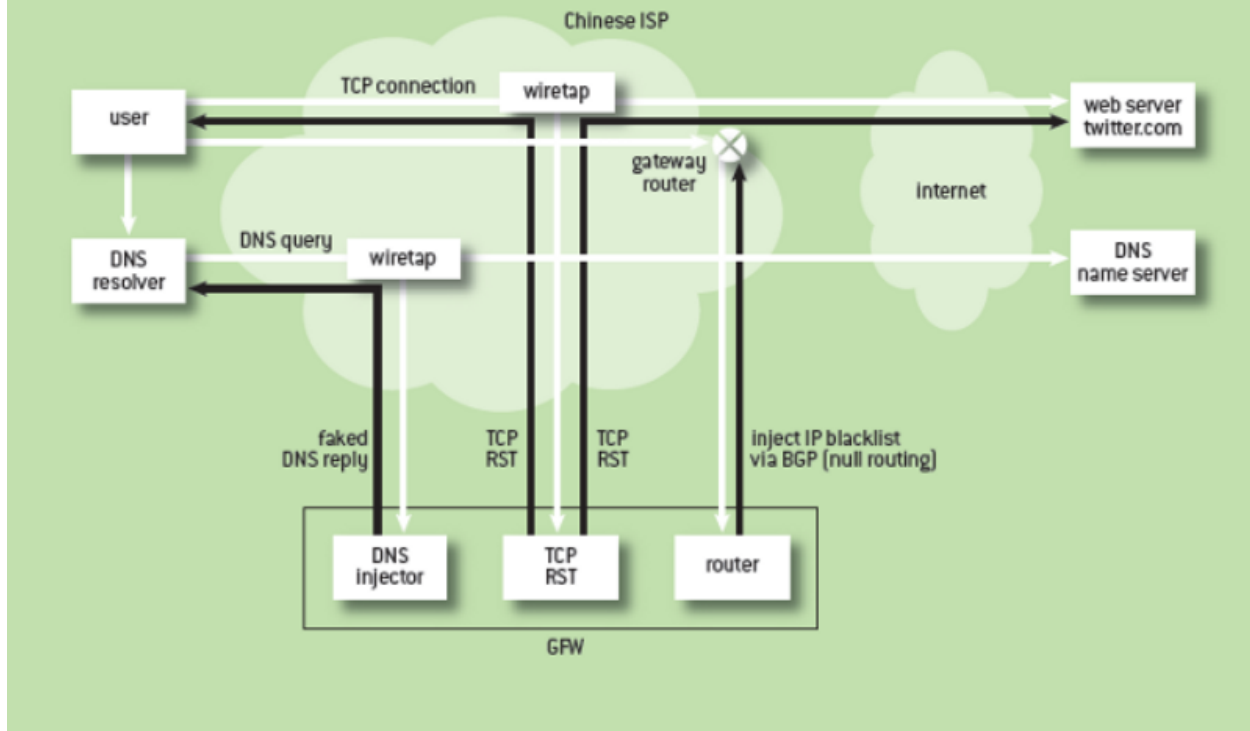 Chinese ISP
TCP connection
wiretap
user
web server
twitter.com
gateway
router
internet
DNS query
wiretap
DNS
resolver
DNS
name server
faked
DNS reply
TCP
RST
TCP
RST
inject IP blacklist
via BGP (null routing)
DNS
injector
TCP
RST
router
GFW